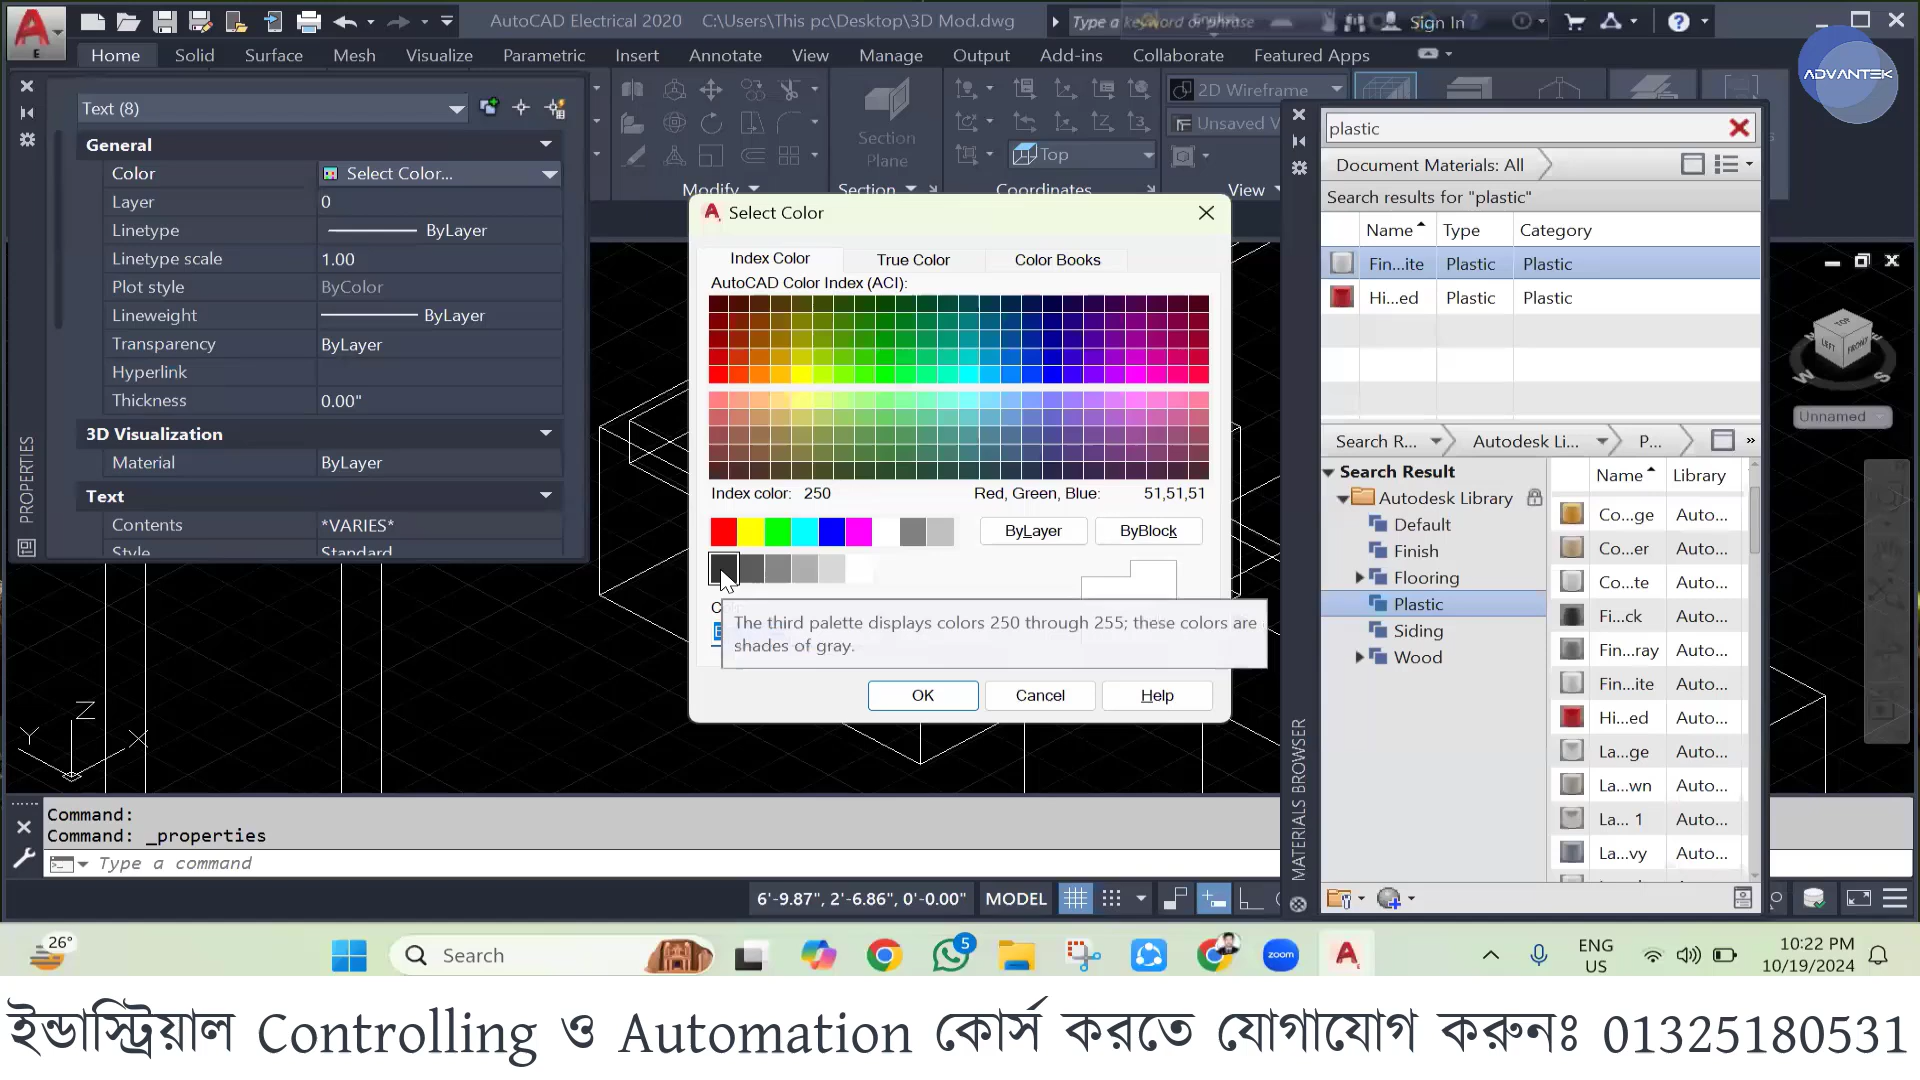 AutoCAD Electrical 2020 C:\Users\This pc\Desktop\3D Mod.dwg
Type a keyword or phrase
Sign In
Home Solid Surface Mesh Visualize Parametric Insert Annotate View Manage Output Add-ins Collaborate Featured Apps
ADVANTEK
Section
Plane
2D Wireframe
Unsaved V
Top
Modify
Section
Coordinates
View
Text (8)
General
Color Select Color...
Layer 0
Linetype ByLayer
Linetype scale 1.00
Plot style ByColor
Lineweight ByLayer
Transparency ByLayer
Hyperlink
Thickness 0.00"
3D Visualization
Material ByLayer
Text
Contents *VARIES*
Style Standard
PROPERTIES
Select Color
Index Color True Color Color Books
AutoCAD Color Index (ACI):
Index color: 250 Red, Green, Blue: 51,51,51
ByLayer ByBlock
The third palette displays colors 250 through 255; these colors are
shades of gray.
OK Cancel Help
plastic
Document Materials: All
Search results for "plastic"
Name Type Category
Fin...ite Plastic Plastic
Hi...ed Plastic Plastic
Search R... Autodesk Li... P... »
Search Result
Autodesk Library
Default
Finish
Flooring
Plastic
Siding
Wood
Name Library
Co...ge Auto...
Co...er Auto...
Co...te Auto...
Fi...ck Auto...
Fin...ray Auto...
Fin...ite Auto...
Hi...ed Auto...
La...ge Auto...
La...wn Auto...
La... 1 Auto...
La...vy Auto...
MATERIALS BROWSER
TOP
LEFT
FRONT
W
S
Unnamed
Z
Y
X
Command:
Command: _properties
Type a command
6'-9.87", 2'-6.86", 0'-0.00" MODEL
26°
Search
5
zoom
ENG
US
10:22 PM
10/19/2024
ইন্ডাস্ট্রিয়াল Controlling ও Automation কোর্স করতে যোগাযোগ করুনঃ 01325180531